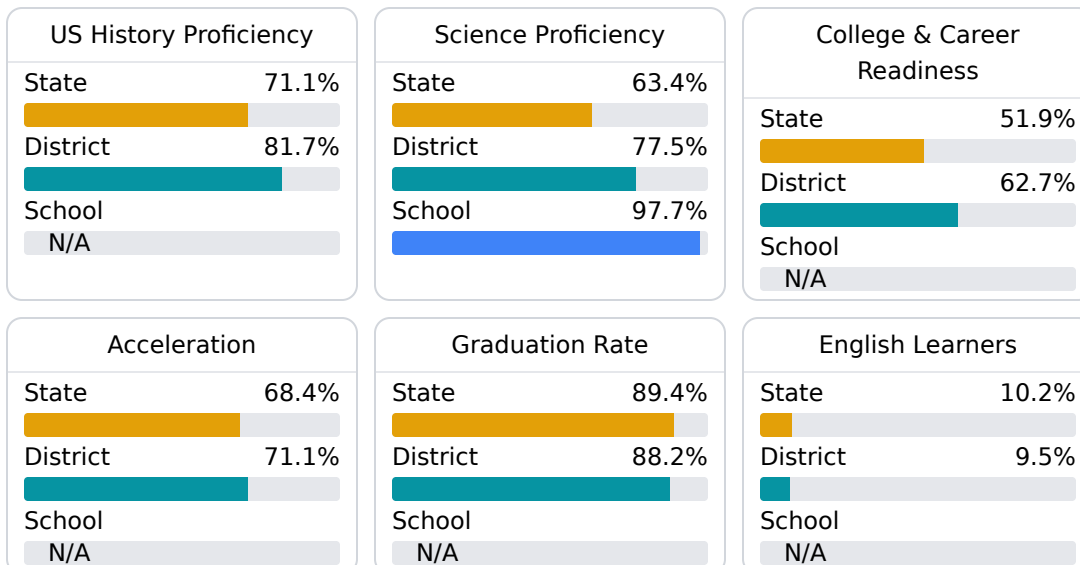 US History Proficiency
State 71.1%
District 81.7%
School
N/A
Science Proficiency
State 63.4%
District 77.5%
School 97.7%
College & Career
Readiness
State 51.9%
District 62.7%
School
N/A
Acceleration
State 68.4%
District 71.1%
School
N/A
Graduation Rate
State 89.4%
District 88.2%
School
N/A
English Learners
State 10.2%
District 9.5%
School
N/A